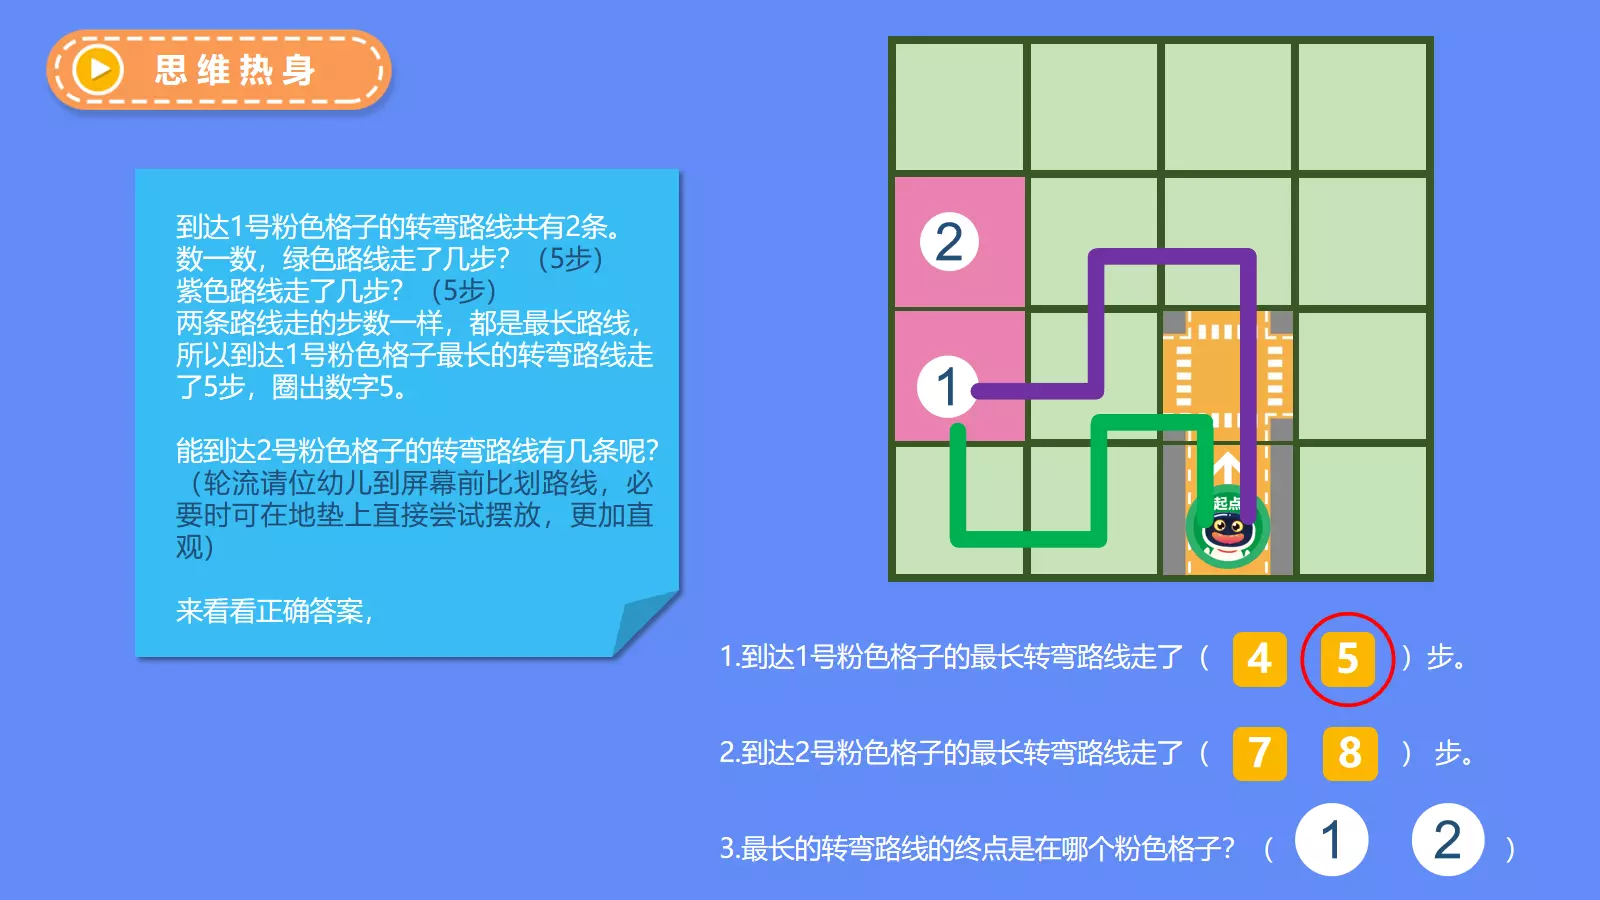 思维热身
到达1号粉色格子的转弯路线共有2条。
数一数，绿色路线走了几步？（5步）
紫色路线走了几步？（5步）
两条路线走的步数一样，都是最长路线，
所以到达1号粉色格子最长的转弯路线走
了5步，圈出数字5。
能到达2号粉色格子的转弯路线有几条呢？
（轮流请位幼儿到屏幕前比划路线，必
要时可在地垫上直接尝试摆放，更加直
观）
来看看正确答案，
2
1
起点
1.到达1号粉色格子的最长转弯路线走了（ 4 5 ）步。
2.到达2号粉色格子的最长转弯路线走了（ 7 8 ） 步。
3.最长的转弯路线的终点是在哪个粉色格子？（ 1 2 ）